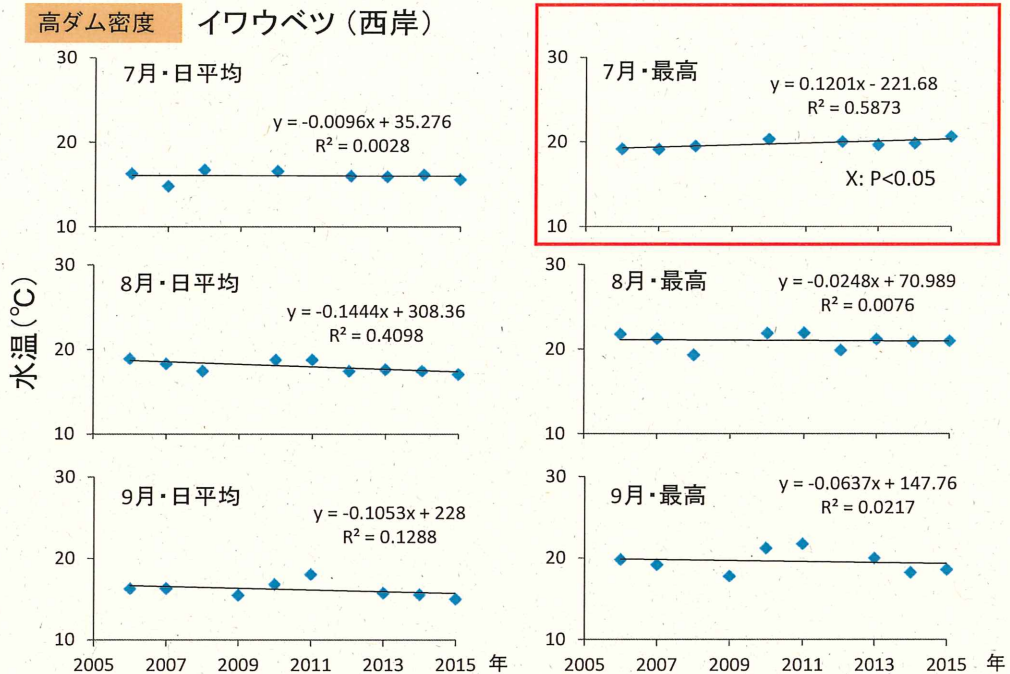 高ダム密度 イワウベツ（西岸）
水温(℃)
30
20
10
7月・日平均
y = -0.0096x + 35.276
R² = 0.0028
30
20
10
7月・最高
y = 0.1201x - 221.68
R² = 0.5873
X: P<0.05
30
20
10
8月・日平均
y = -0.1444x + 308.36
R² = 0.4098
30
20
10
8月・最高
y = -0.0248x + 70.989
R² = 0.0076
30
20
10
9月・日平均
y = -0.1053x + 228
R² = 0.1288
2005 2007 2009 2011 2013 2015 年
30
20
10
9月・最高
y = -0.0637x + 147.76
R² = 0.0217
2005 2007 2009 2011 2013 2015 年